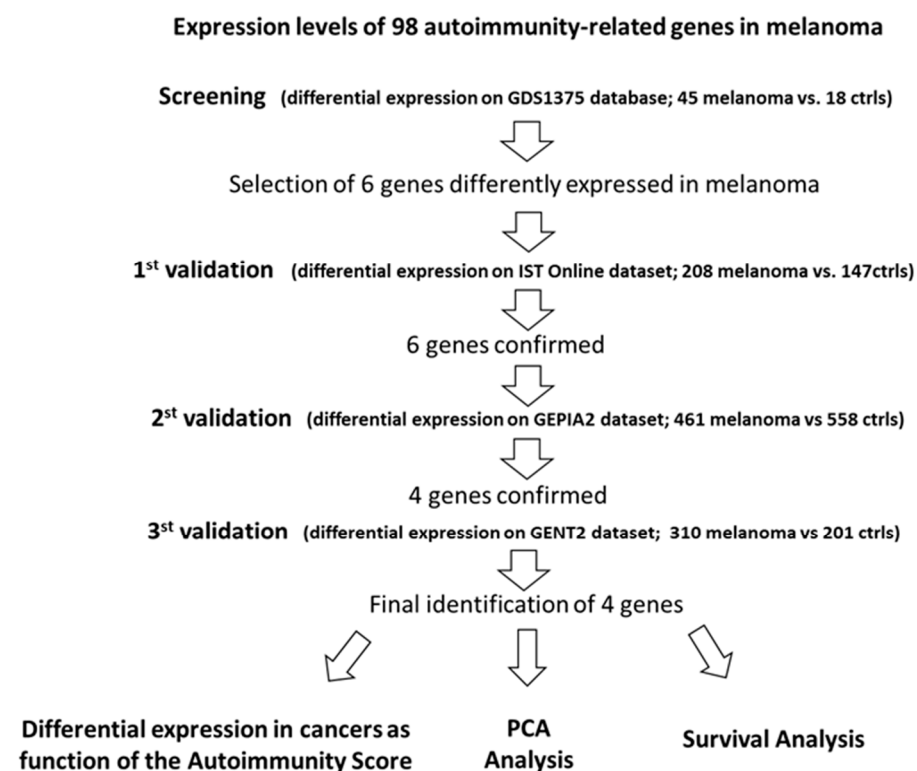 Expression levels of 98 autoimmunity-related genes in melanoma
Screening (differential expression on GDS1375 database; 45 melanoma vs. 18 ctrls)
Selection of 6 genes differently expressed in melanoma
1st validation (differential expression on IST Online dataset; 208 melanoma vs. 147ctrls)
6 genes confirmed
2st validation (differential expression on GEPIA2 dataset; 461 melanoma vs 558 ctrls)
4 genes confirmed
3st validation (differential expression on GENT2 dataset; 310 melanoma vs 201 ctrls)
Final identification of 4 genes
Differential expression in cancers as
function of the Autoimmunity Score
PCA
Analysis
Survival Analysis